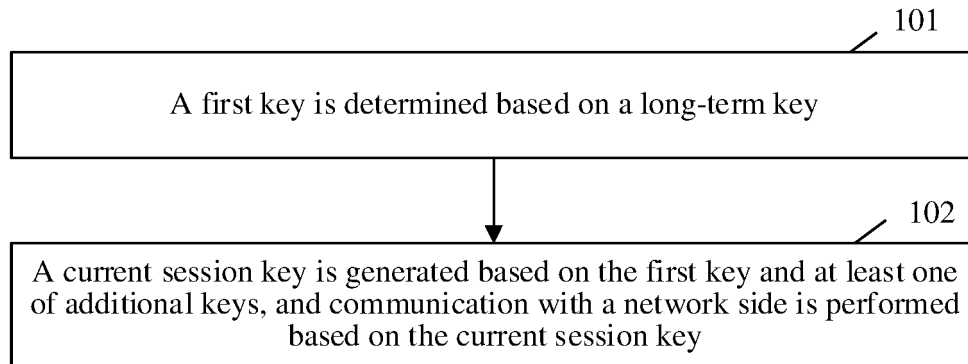 101
A first key is determined based on a long-term key
102
A current session key is generated based on the first key and at least one
of additional keys, and communication with a network side is performed
based on the current session key